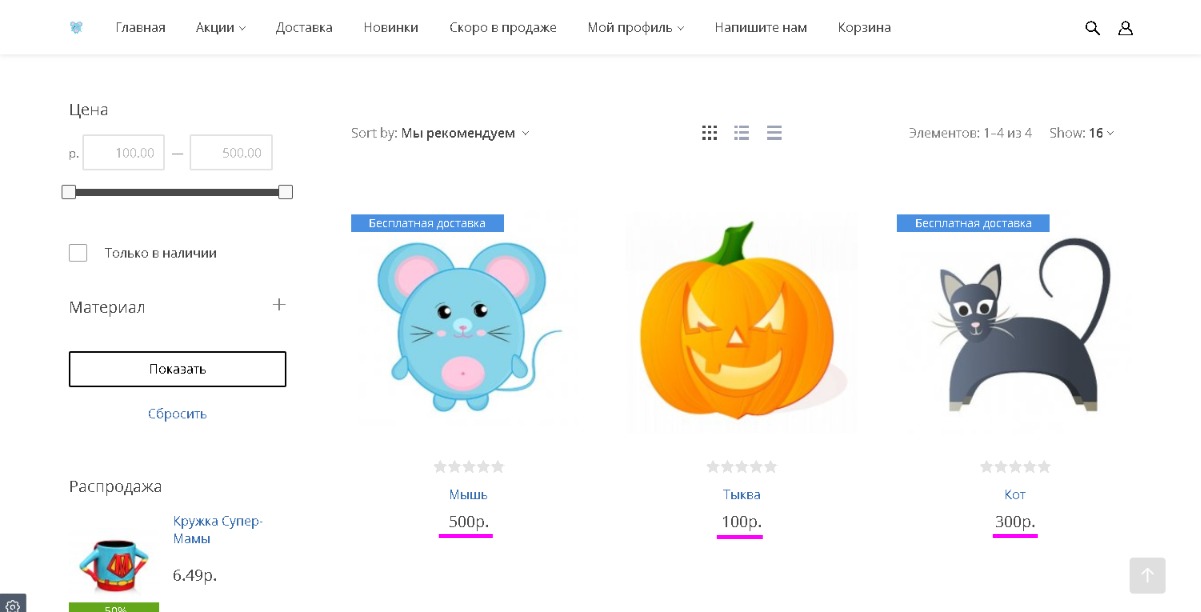 Главная Акции Доставка Новинки Скоро в продаже Мой профиль Напишите нам Корзина
Цена
р. 100.00 — 500.00
Только в наличии
Материал
Показать
Сбросить
Распродажа
Кружка Супер-
Мамы
6.49р.
50%
Sort by: Мы рекомендуем
Элементов: 1–4 из 4 Show: 16
Бесплатная доставка
Мышь
500р.
Тыква
100р.
Бесплатная доставка
Кот
300р.